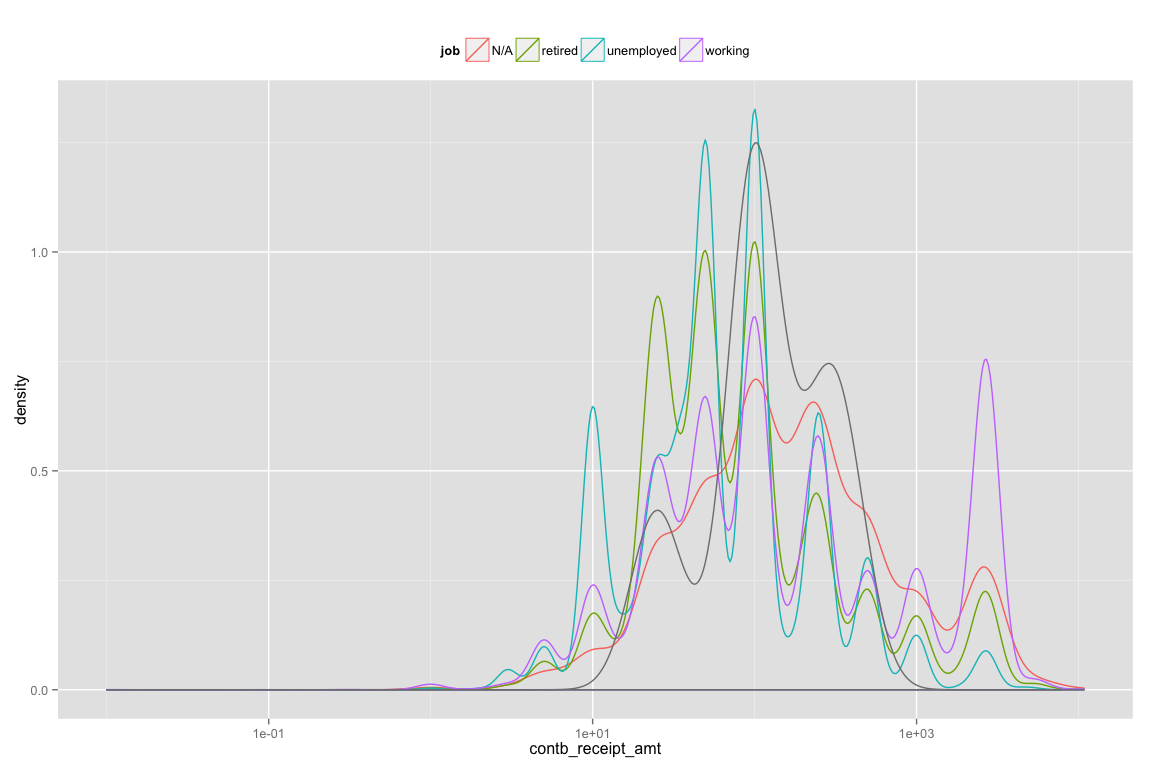 job N/A retired unemployed working
1.0
density
0.5
0.0
1e-01 1e+01 1e+03
contb_receipt_amt